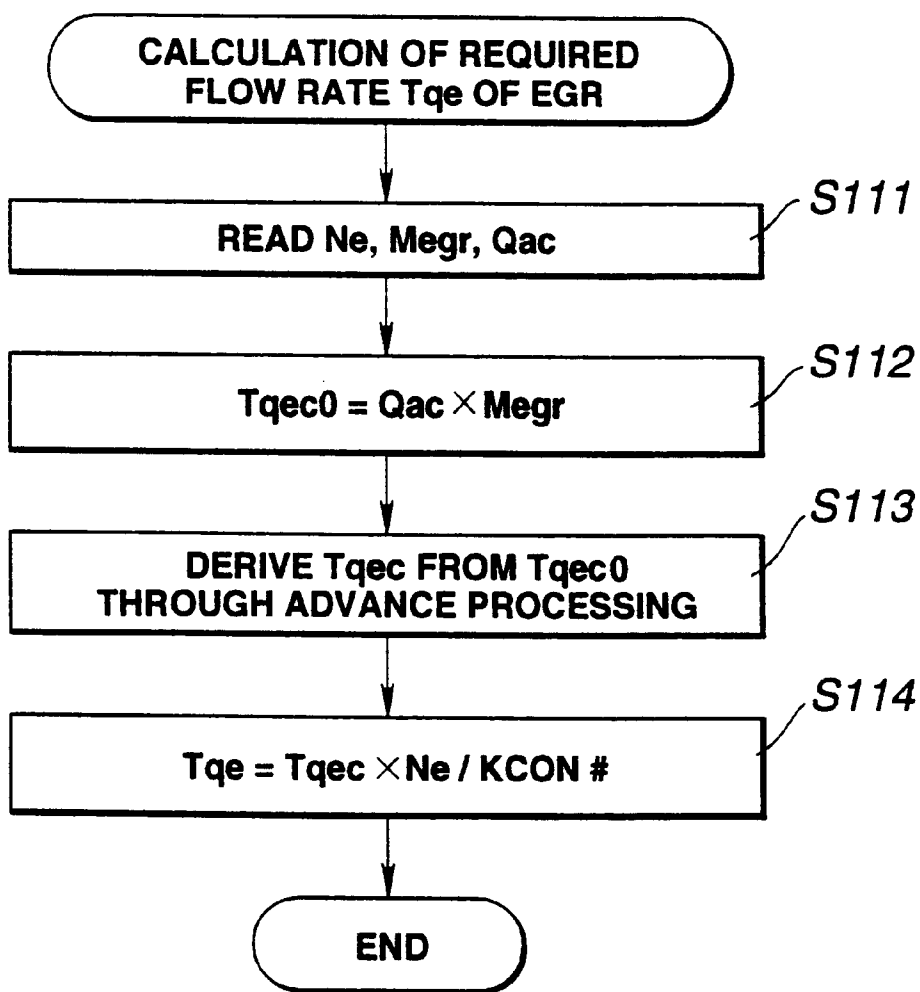 CALCULATION OF REQUIRED
FLOW RATE Tqe OF EGR
S111
READ Ne, Megr, Qac
S112
Tqec0 = Qac × Megr
S113
DERIVE Tqec FROM Tqec0
THROUGH ADVANCE PROCESSING
S114
Tqe = Tqec × Ne / KCON #
END